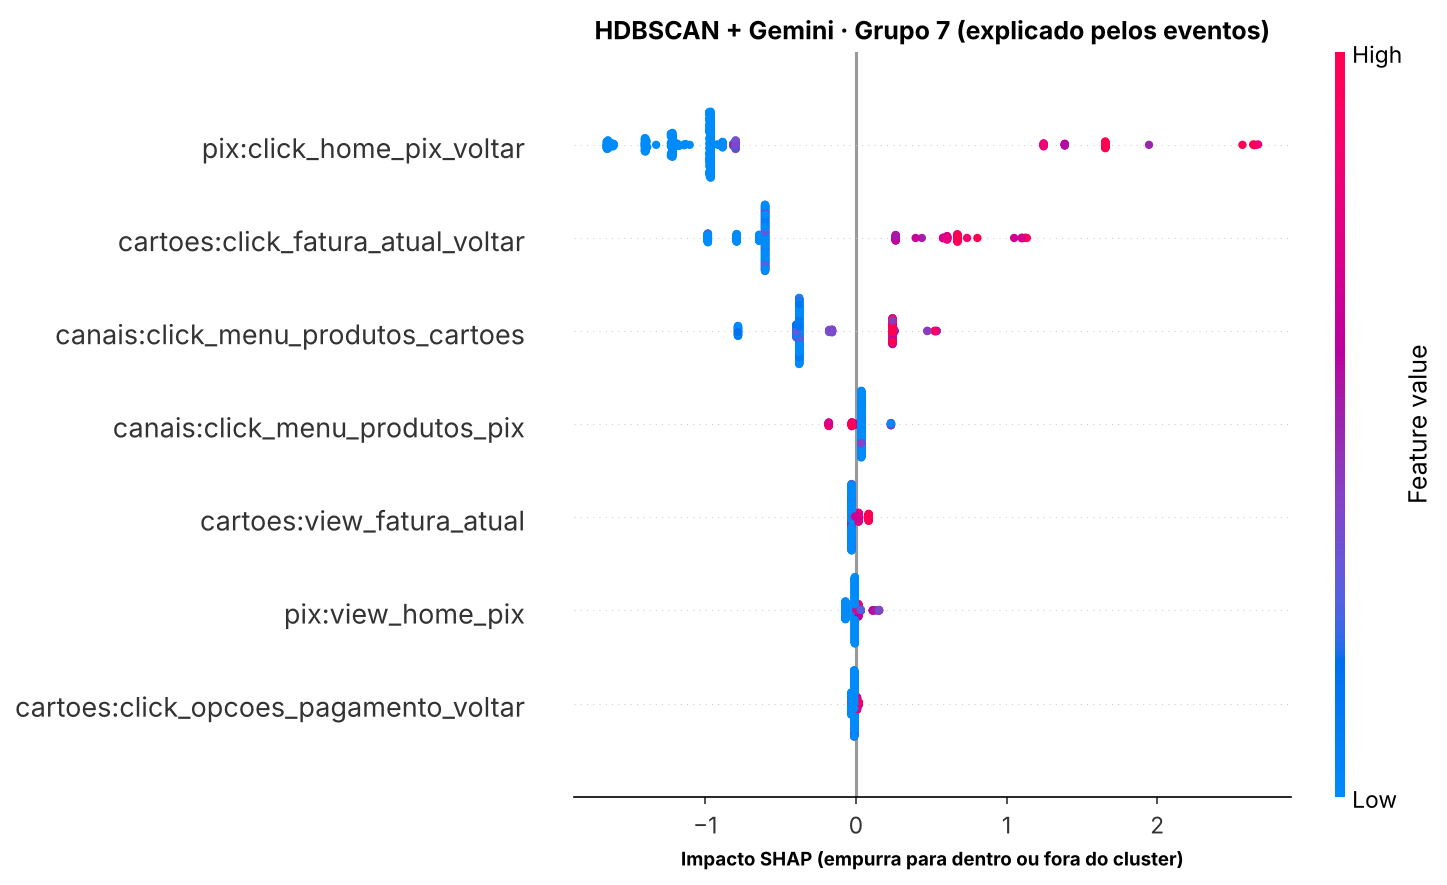 HDBSCAN + Gemini · Grupo 7 (explicado pelos eventos)
High
pix:click_home_pix_voltar
cartoes:click_fatura_atual_voltar
canais:click_menu_produtos_cartoes
canais:click_menu_produtos_pix
cartoes:view_fatura_atual
pix:view_home_pix
cartoes:click_opcoes_pagamento_voltar
Feature value
Low
−1
0
1
2
Impacto SHAP (empurra para dentro ou fora do cluster)